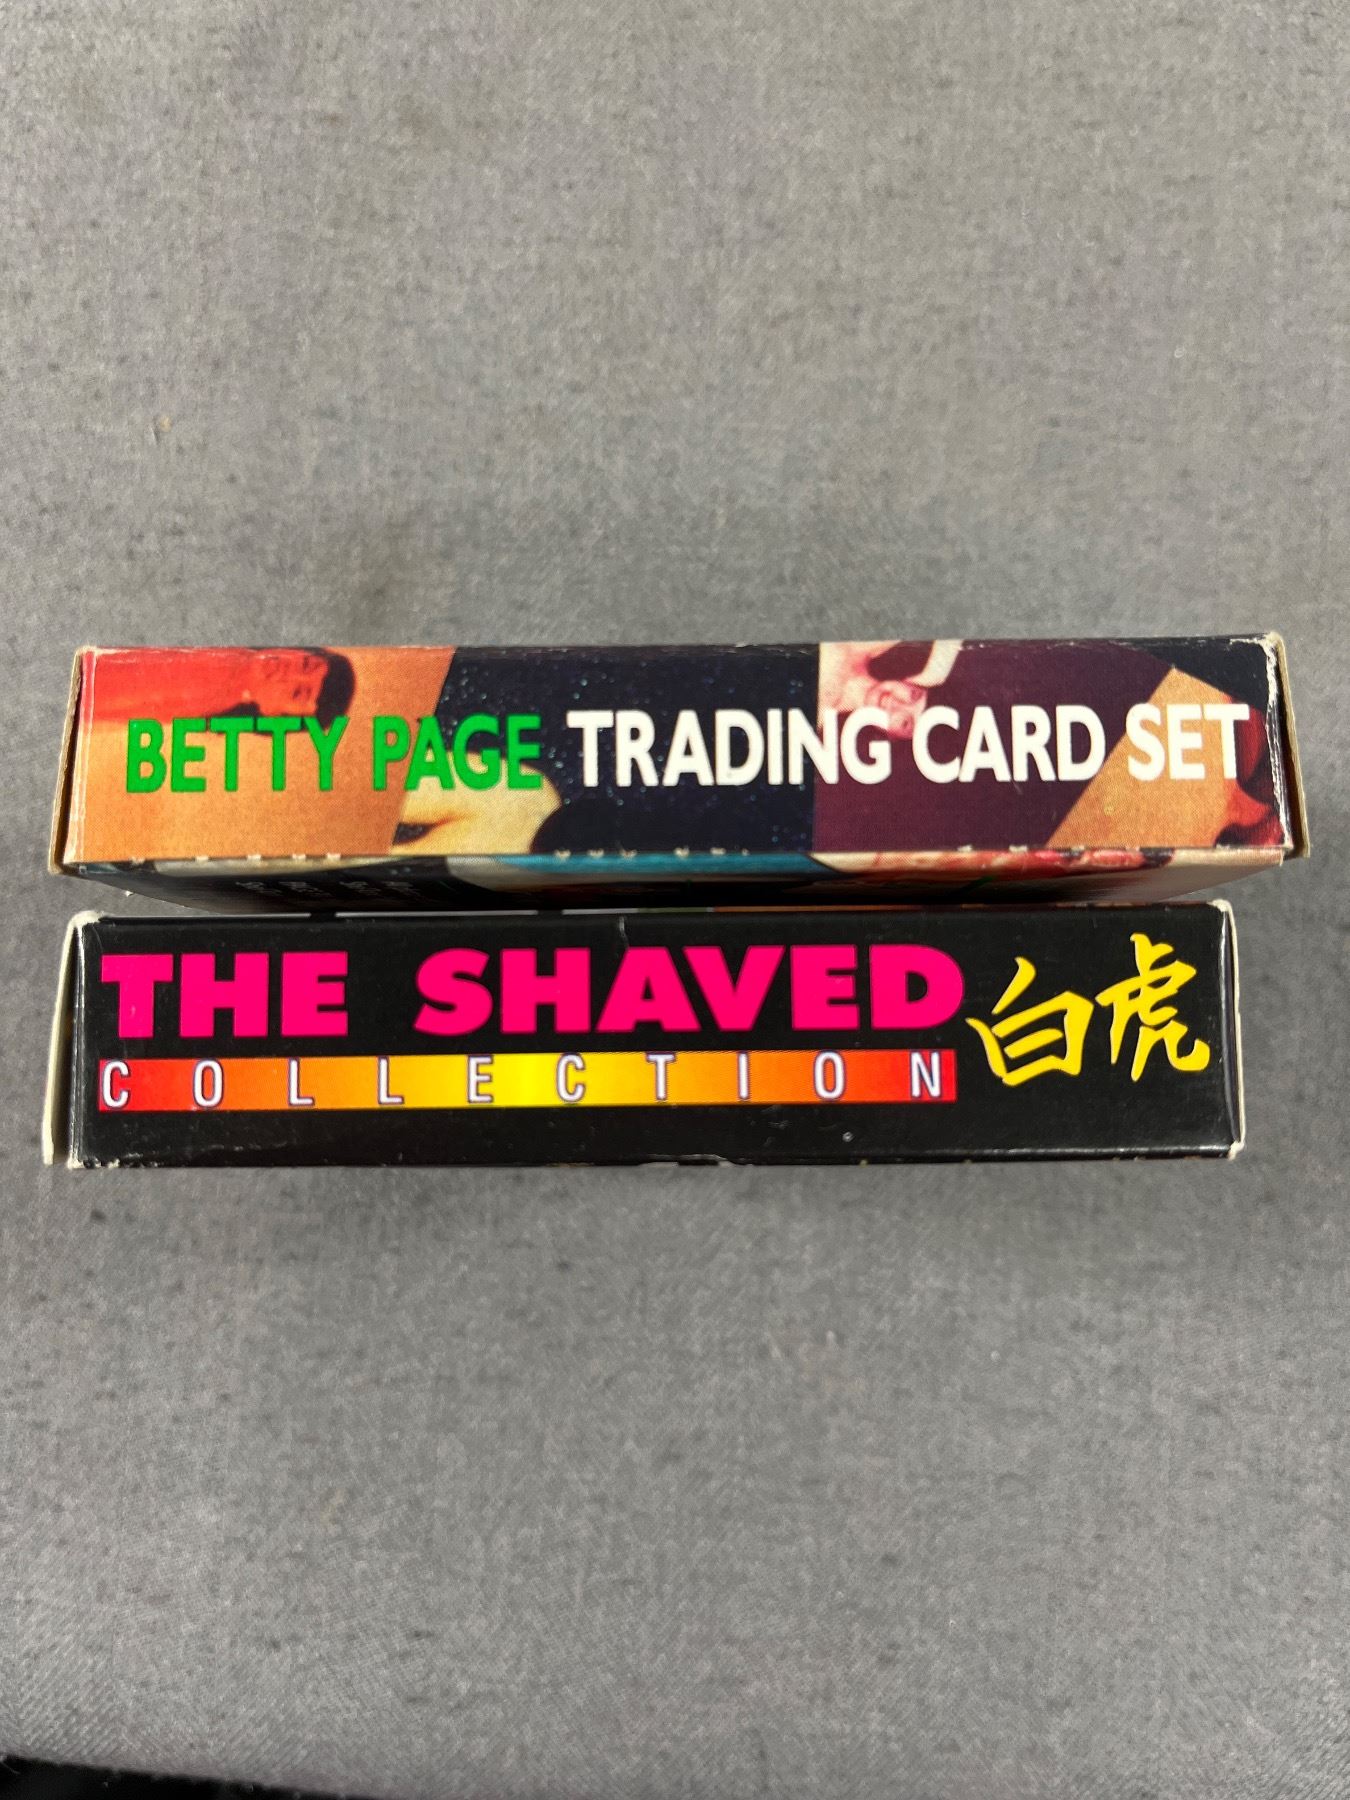 BETTY PAGE TRADING CARD SET
THE SHAVED
COLLECTION
白虎